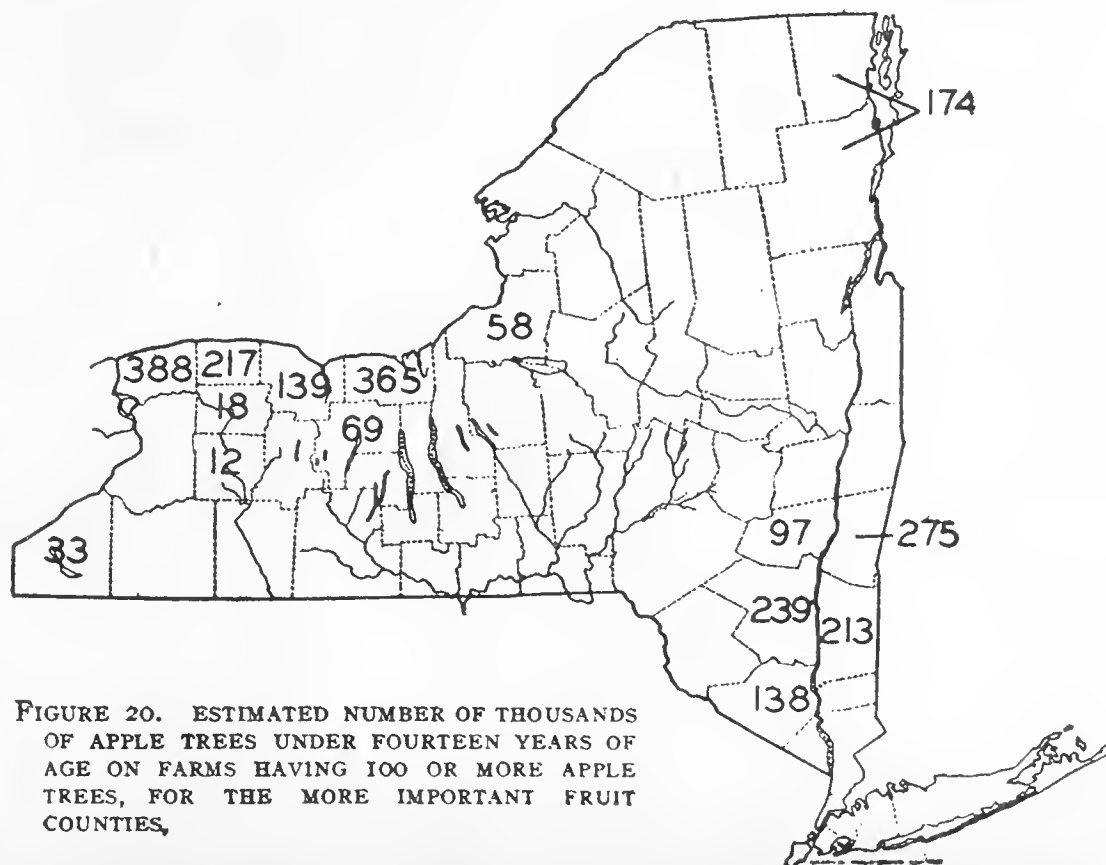 174
58
388 217
139 365
18
69
12
97
275
33
239
213
138
FIGURE 20. ESTIMATED NUMBER OF THOUSANDS
OF APPLE TREES UNDER FOURTEEN YEARS OF
AGE ON FARMS HAVING 100 OR MORE APPLE
TREES, FOR THE MORE IMPORTANT FRUIT
COUNTIES.